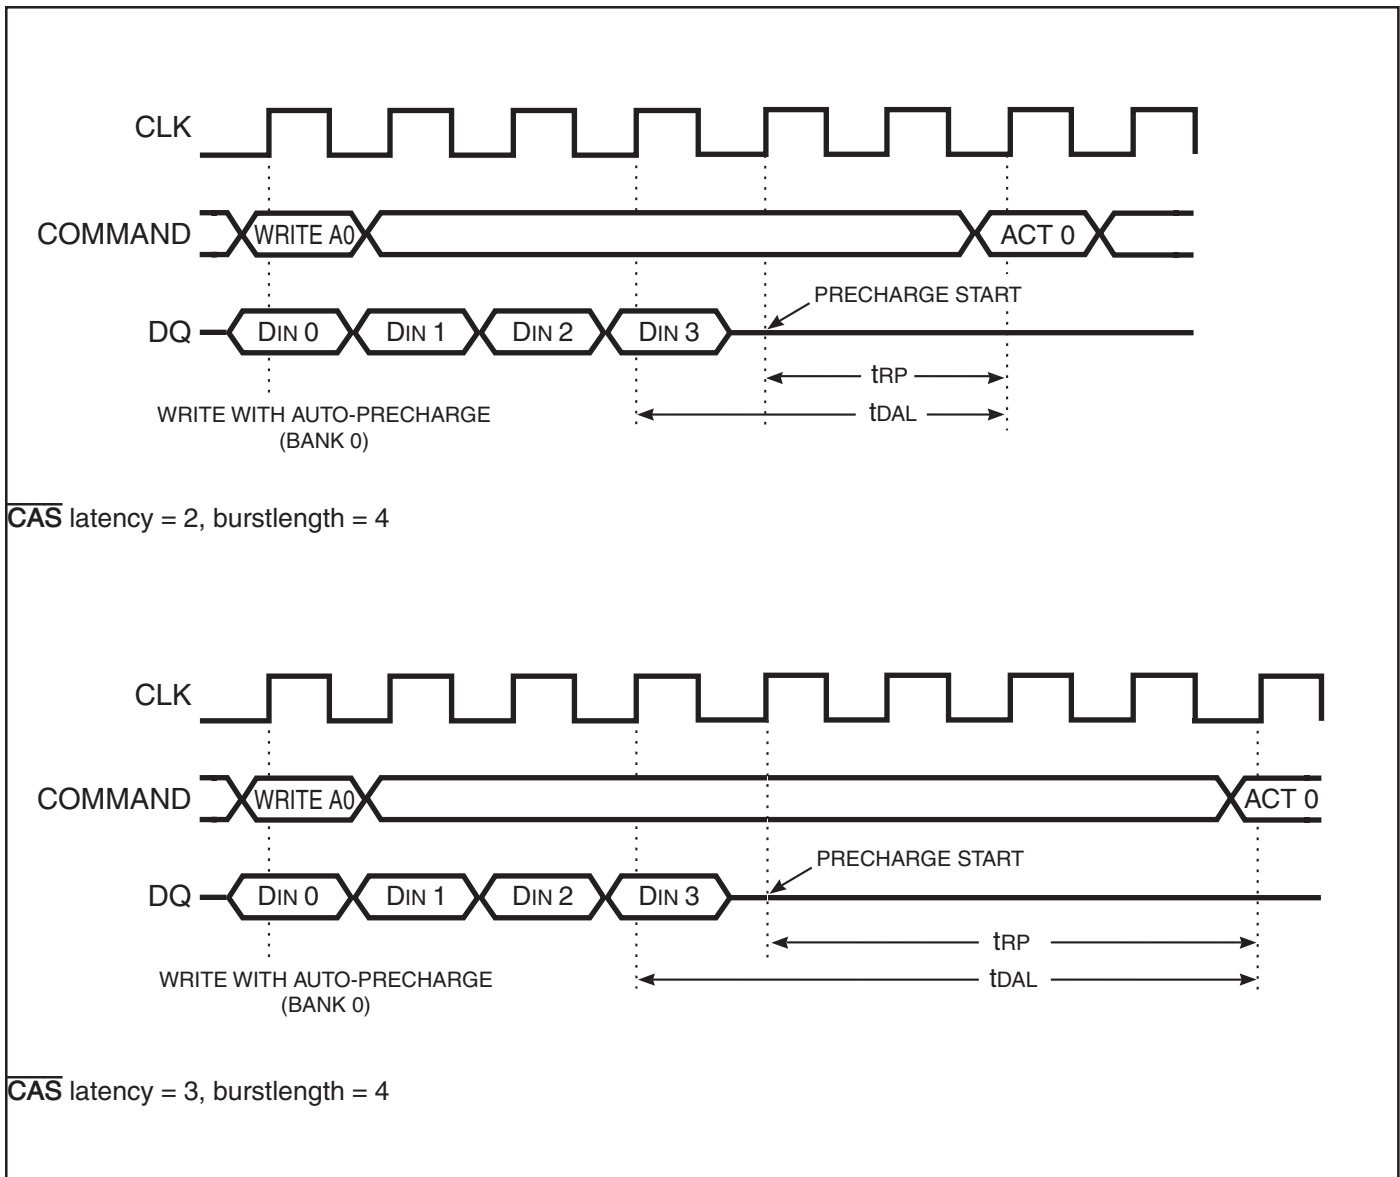 CLK
COMMAND
WRITE A0
ACT 0
PRECHARGE START
DQ
DIN 0
DIN 1
DIN 2
DIN 3
tRP
tDAL
WRITE WITH AUTO-PRECHARGE
(BANK 0)
CAS latency = 2, burstlength = 4
CLK
COMMAND
WRITE A0
ACT 0
PRECHARGE START
DQ
DIN 0
DIN 1
DIN 2
DIN 3
tRP
tDAL
WRITE WITH AUTO-PRECHARGE
(BANK 0)
CAS latency = 3, burstlength = 4